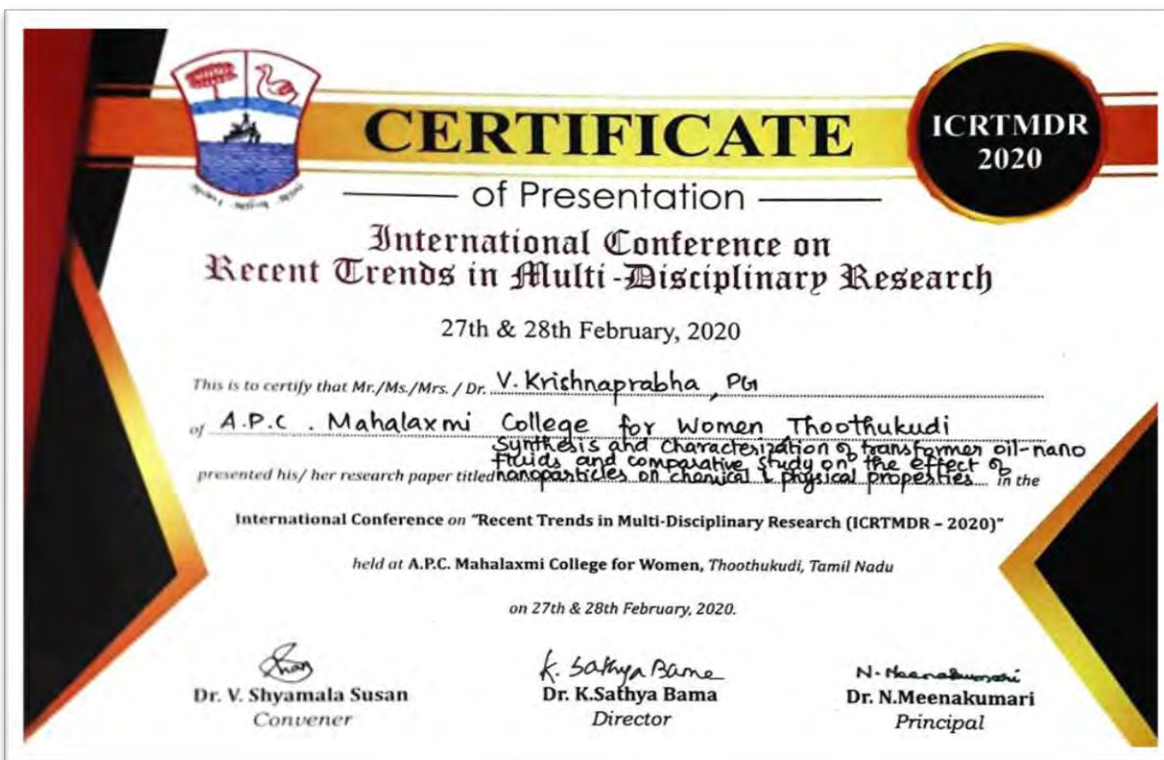 CERTIFICATE
ICRTMDR
2020
of Presentation
International Conference on
Recent Trends in Multi-Disciplinary Research
27th & 28th February, 2020
This is to certify that Mr./Ms./Mrs. / Dr. V. Krishnaprabha, PG
of A.P.C. Mahalaxmi College for Women Thoothukudi
Synthesis and characterization of transformer oil-nano
fluids and comparative study on the effect of
presented his/ her research paper titled nanoparticles on chemical & physical properties in the
International Conference on "Recent Trends in Multi-Disciplinary Research (ICRTMDR – 2020)"
held at A.P.C. Mahalaxmi College for Women, Thoothukudi, Tamil Nadu
on 27th & 28th February, 2020.
K. Sathya Bame
N. Meenakumari
Dr. V. Shyamala Susan
Convener
Dr. K.Sathya Bama
Director
Dr. N.Meenakumari
Principal